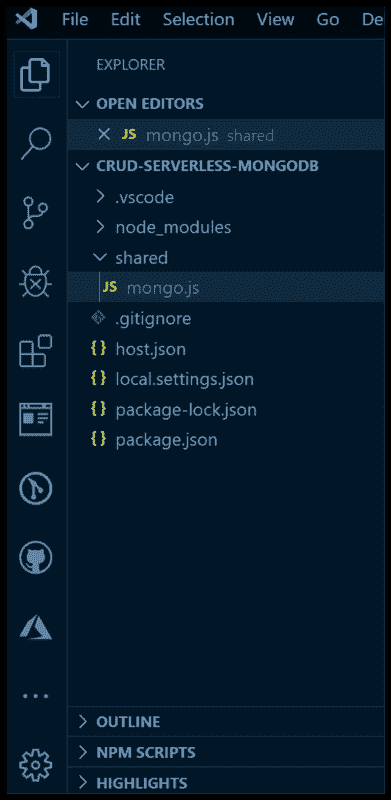 File Edit Selection View Go De
EXPLORER
OPEN EDITORS
JS mongo.js shared
CRUD-SERVERLESS-MONGODB
.vscode
node_modules
shared
JS mongo.js
.gitignore
{} host.json
{} local.settings.json
{} package-lock.json
{} package.json
OUTLINE
NPM SCRIPTS
HIGHLIGHTS